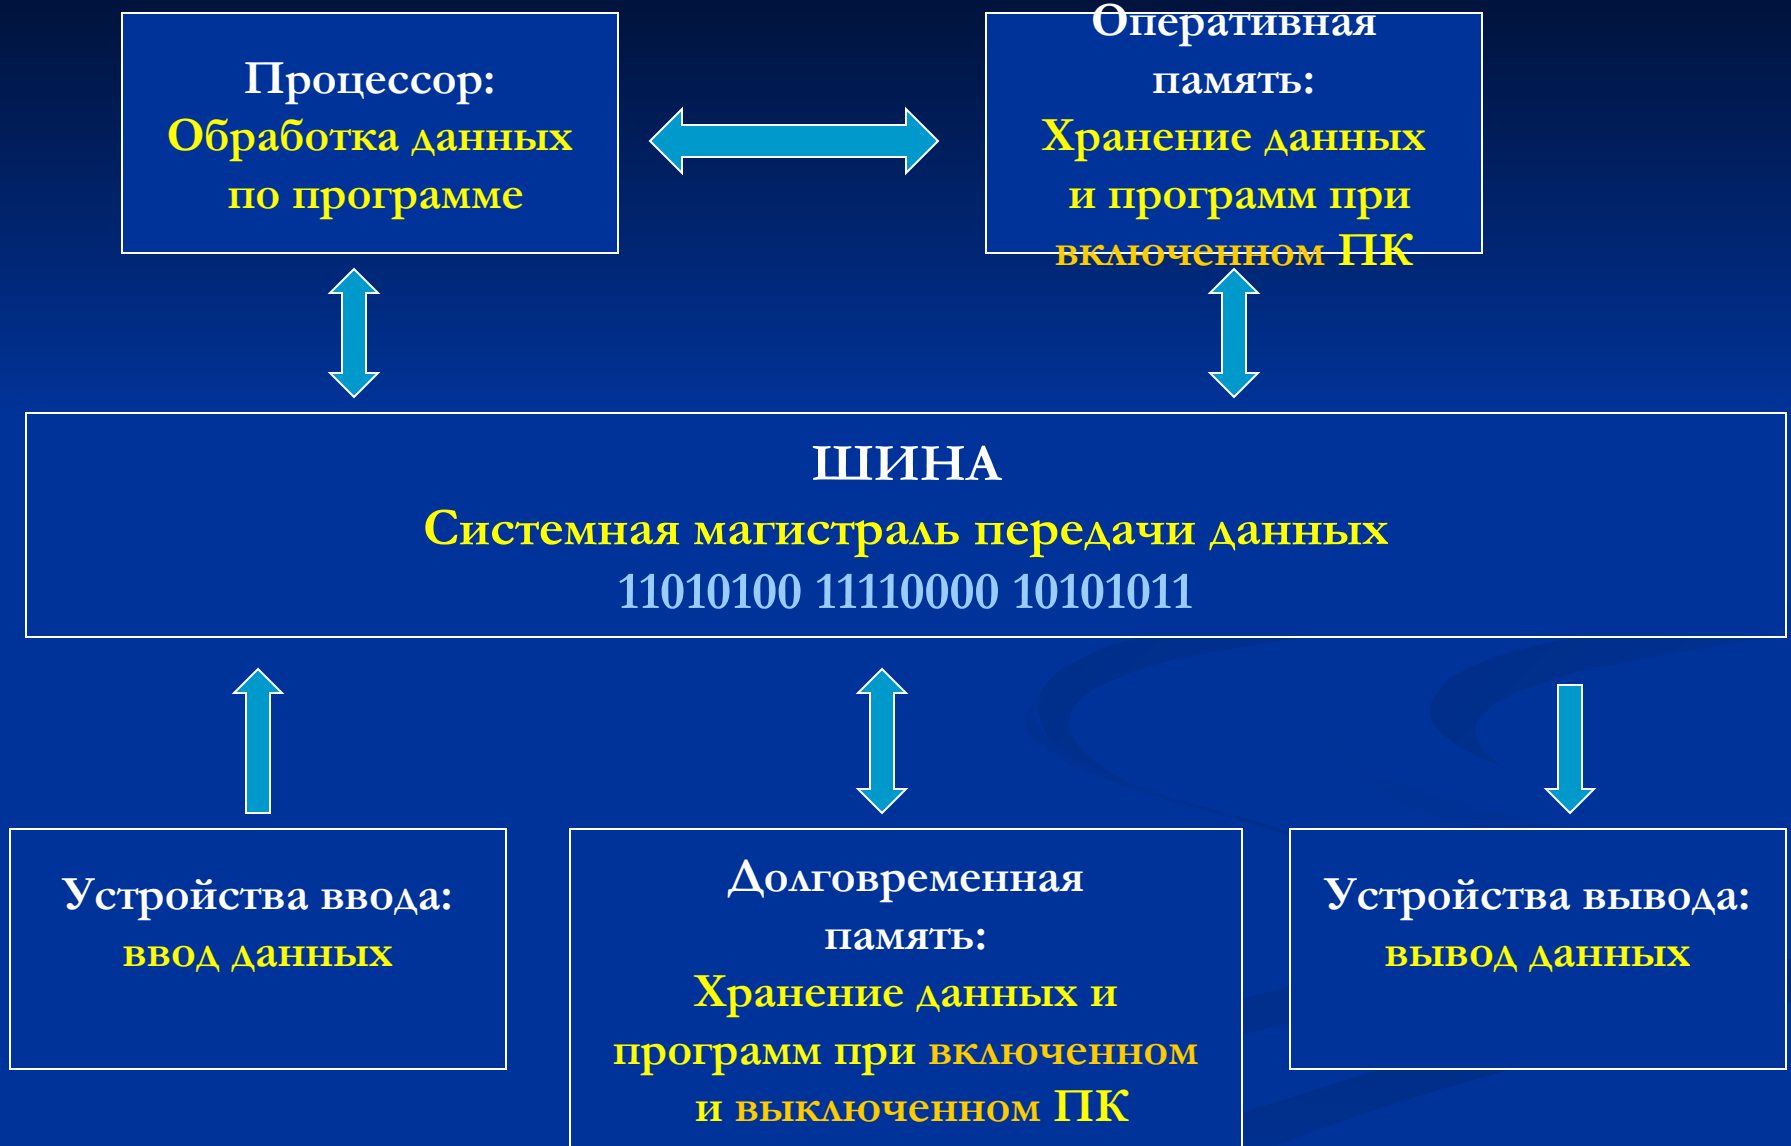 Процессор:
Обработка данных
по программе
Оперативная
память:
Хранение данных
и программ при
включенном ПК
ШИНА
Системная магистраль передачи данных
11010100 11110000 10101011
Устройства ввода:
ввод данных
Долговременная
память:
Хранение данных и
программ при включенном
и выключенном ПК
Устройства вывода:
вывод данных